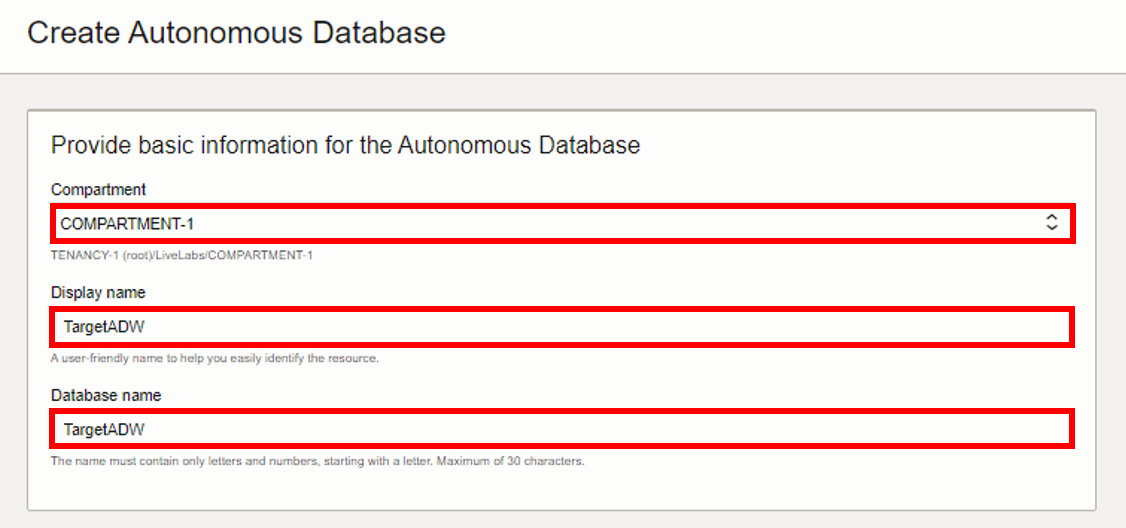 Create Autonomous Database
Provide basic information for the Autonomous Database
Compartment
COMPARTMENT-1
TENANCY-1 (root)/LiveLabs/COMPARTMENT-1
Display name
TargetADW
A user-friendly name to help you easily identify the resource.
Database name
TargetADW
The name must contain only letters and numbers, starting with a letter. Maximum of 30 characters.